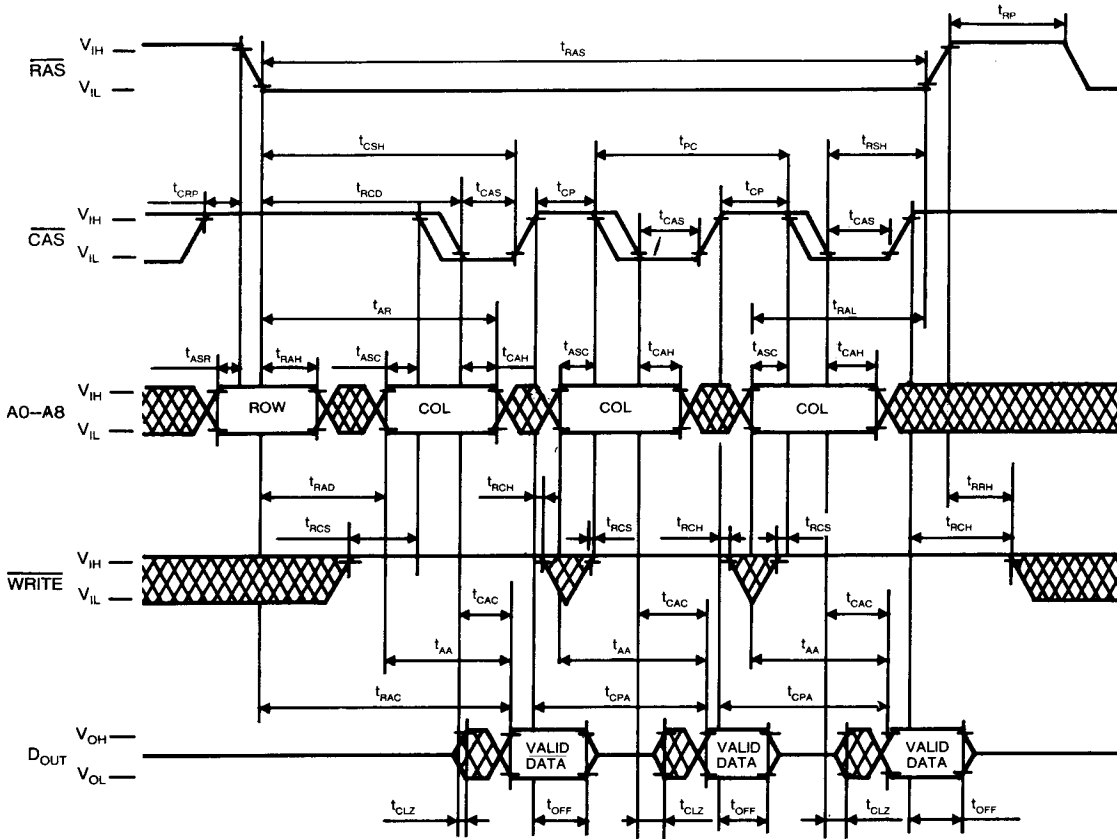 tRP
VIH
tRAS
RAS
VIL
tCSH
tPC
tRSH
tCRP
tRCD
tCAS
tCP
tCP
VIH
tCAS
tCAS
CAS
VIL
tAR
tRAL
tASR
tRAH
tASC
tCAH
tASC
tCAH
tASC
tCAH
VIH
A0–A8
ROW
COL
COL
COL
VIL
tRAD
tRCH
tRRH
tRCS
tRCS
tRCH
tRCS
tRCH
VIH
WRITE
VIL
tCAC
tCAC
tCAC
tAA
tAA
tAA
tRAC
tCPA
tCPA
VOH
DOUT
VALID DATA
VALID DATA
VALID DATA
VOL
tCLZ
tOFF
tCLZ
tOFF
tCLZ
tOFF